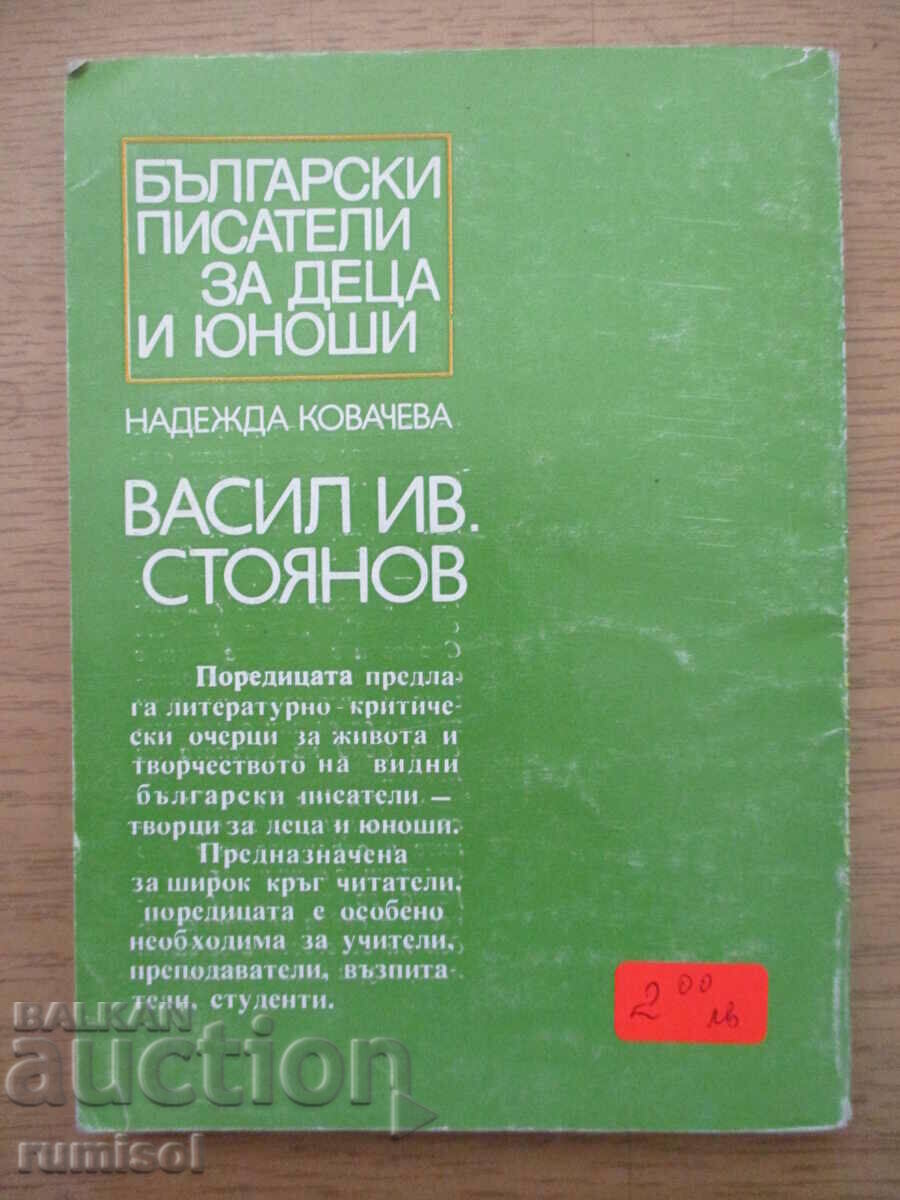 БЪЛГАРСКИ
ПИСАТЕЛИ
ЗА ДЕЦА
И ЮНОШИ
НАДЕЖДА КОВАЧЕВА
ВАСИЛ ИВ.
СТОЯНОВ
Поредицата предла-
га литературно-критиче-
ски очерци за живота и
творчеството на видни
български писатели —
творци за деца и юноши.
Предназначена
за широк кръг читатели,
поредицата е особено
необходима за учители,
преподаватели, възпита-
тели, студенти.
2 00
лв
BALKAN
auction
rumisol